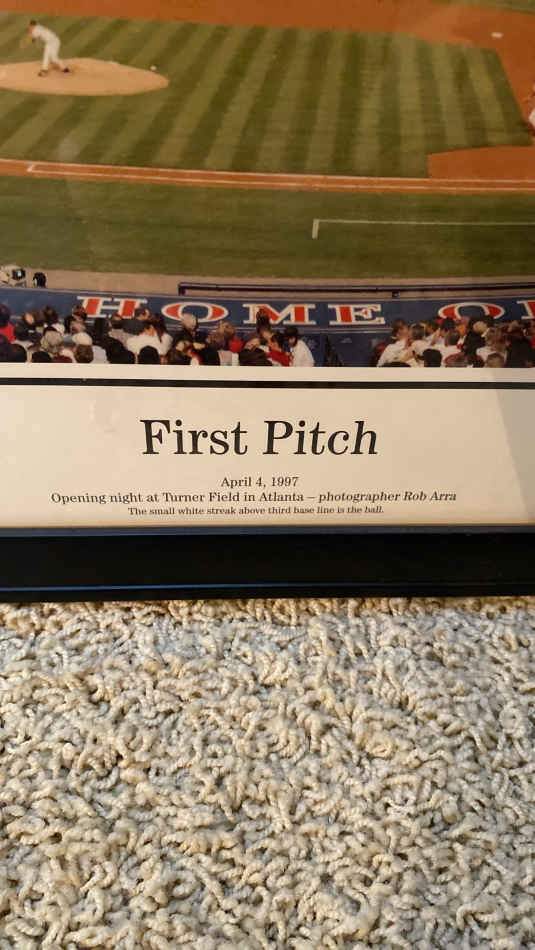 HOME O
First Pitch
April 4, 1997
Opening night at Turner Field in Atlanta – photographer Rob Arra
The small white streak above third base line is the ball.